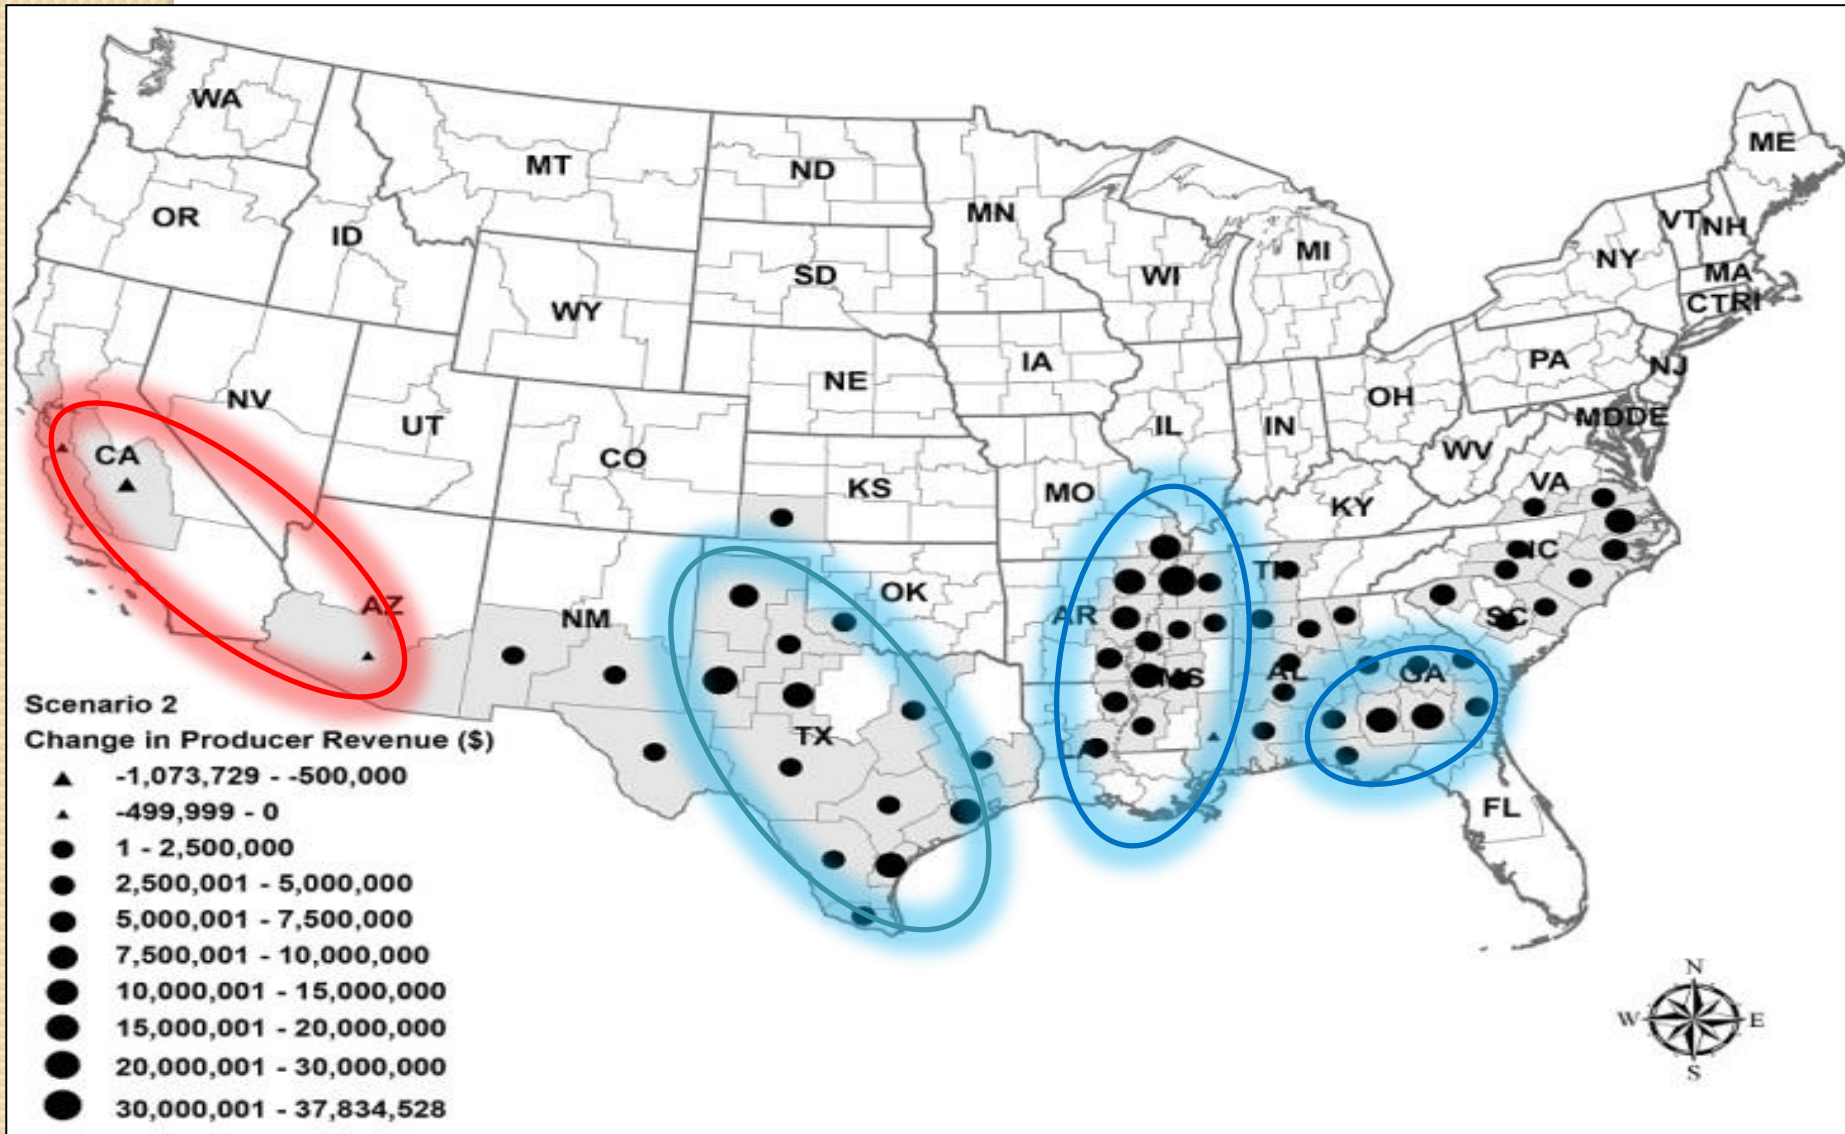 WA
MT
ND
MN
ME
OR
ID
SD
WI
MI
NY
VT
NH
MA
CT
RI
WY
IA
NE
PA
NJ
OH
NV
UT
CO
IL
IN
MD
DE
WV
CA
KS
MO
KY
VA
NC
AZ
NM
OK
AR
SC
TX
MS
AL
GA
FL
Scenario 2
Change in Producer Revenue ($)
-1,073,729 - -500,000
-499,999 - 0
1 - 2,500,000
2,500,001 - 5,000,000
5,000,001 - 7,500,000
7,500,001 - 10,000,000
10,000,001 - 15,000,000
15,000,001 - 20,000,000
20,000,001 - 30,000,000
30,000,001 - 37,834,528
N
W
E
S